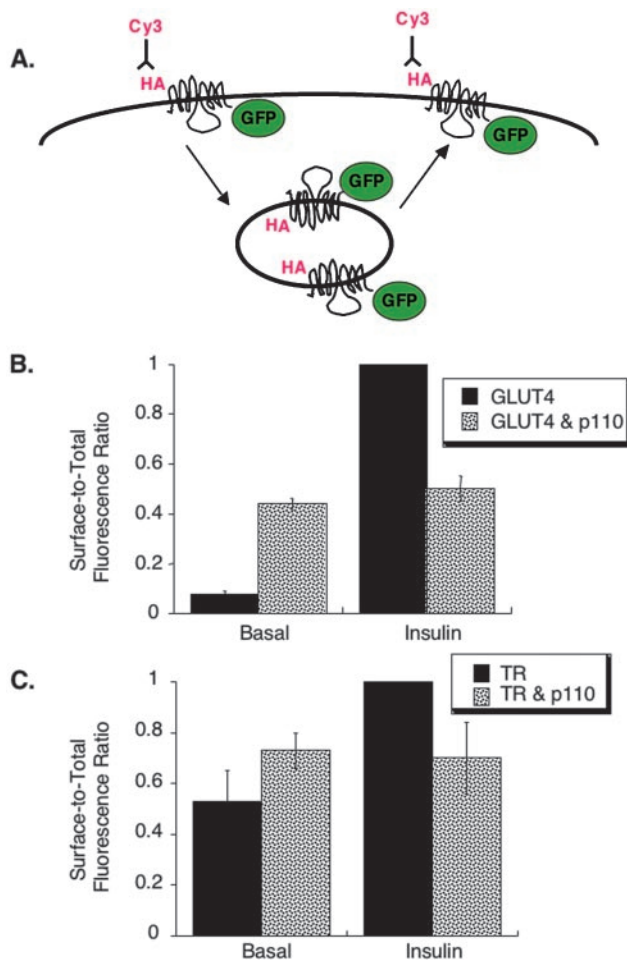 A.
Cy3
Cy3
HA
HA
GFP
GFP
HA
GFP
HA
GFP
B.
Surface-to-Total
Fluorescence Ratio
1
0.8
0.6
0.4
0.2
0
Basal
Insulin
GLUT4
GLUT4 & p110
C.
Surface-to-Total
Fluorescence Ratio
1
0.8
0.6
0.4
0.2
0
Basal
Insulin
TR
TR & p110